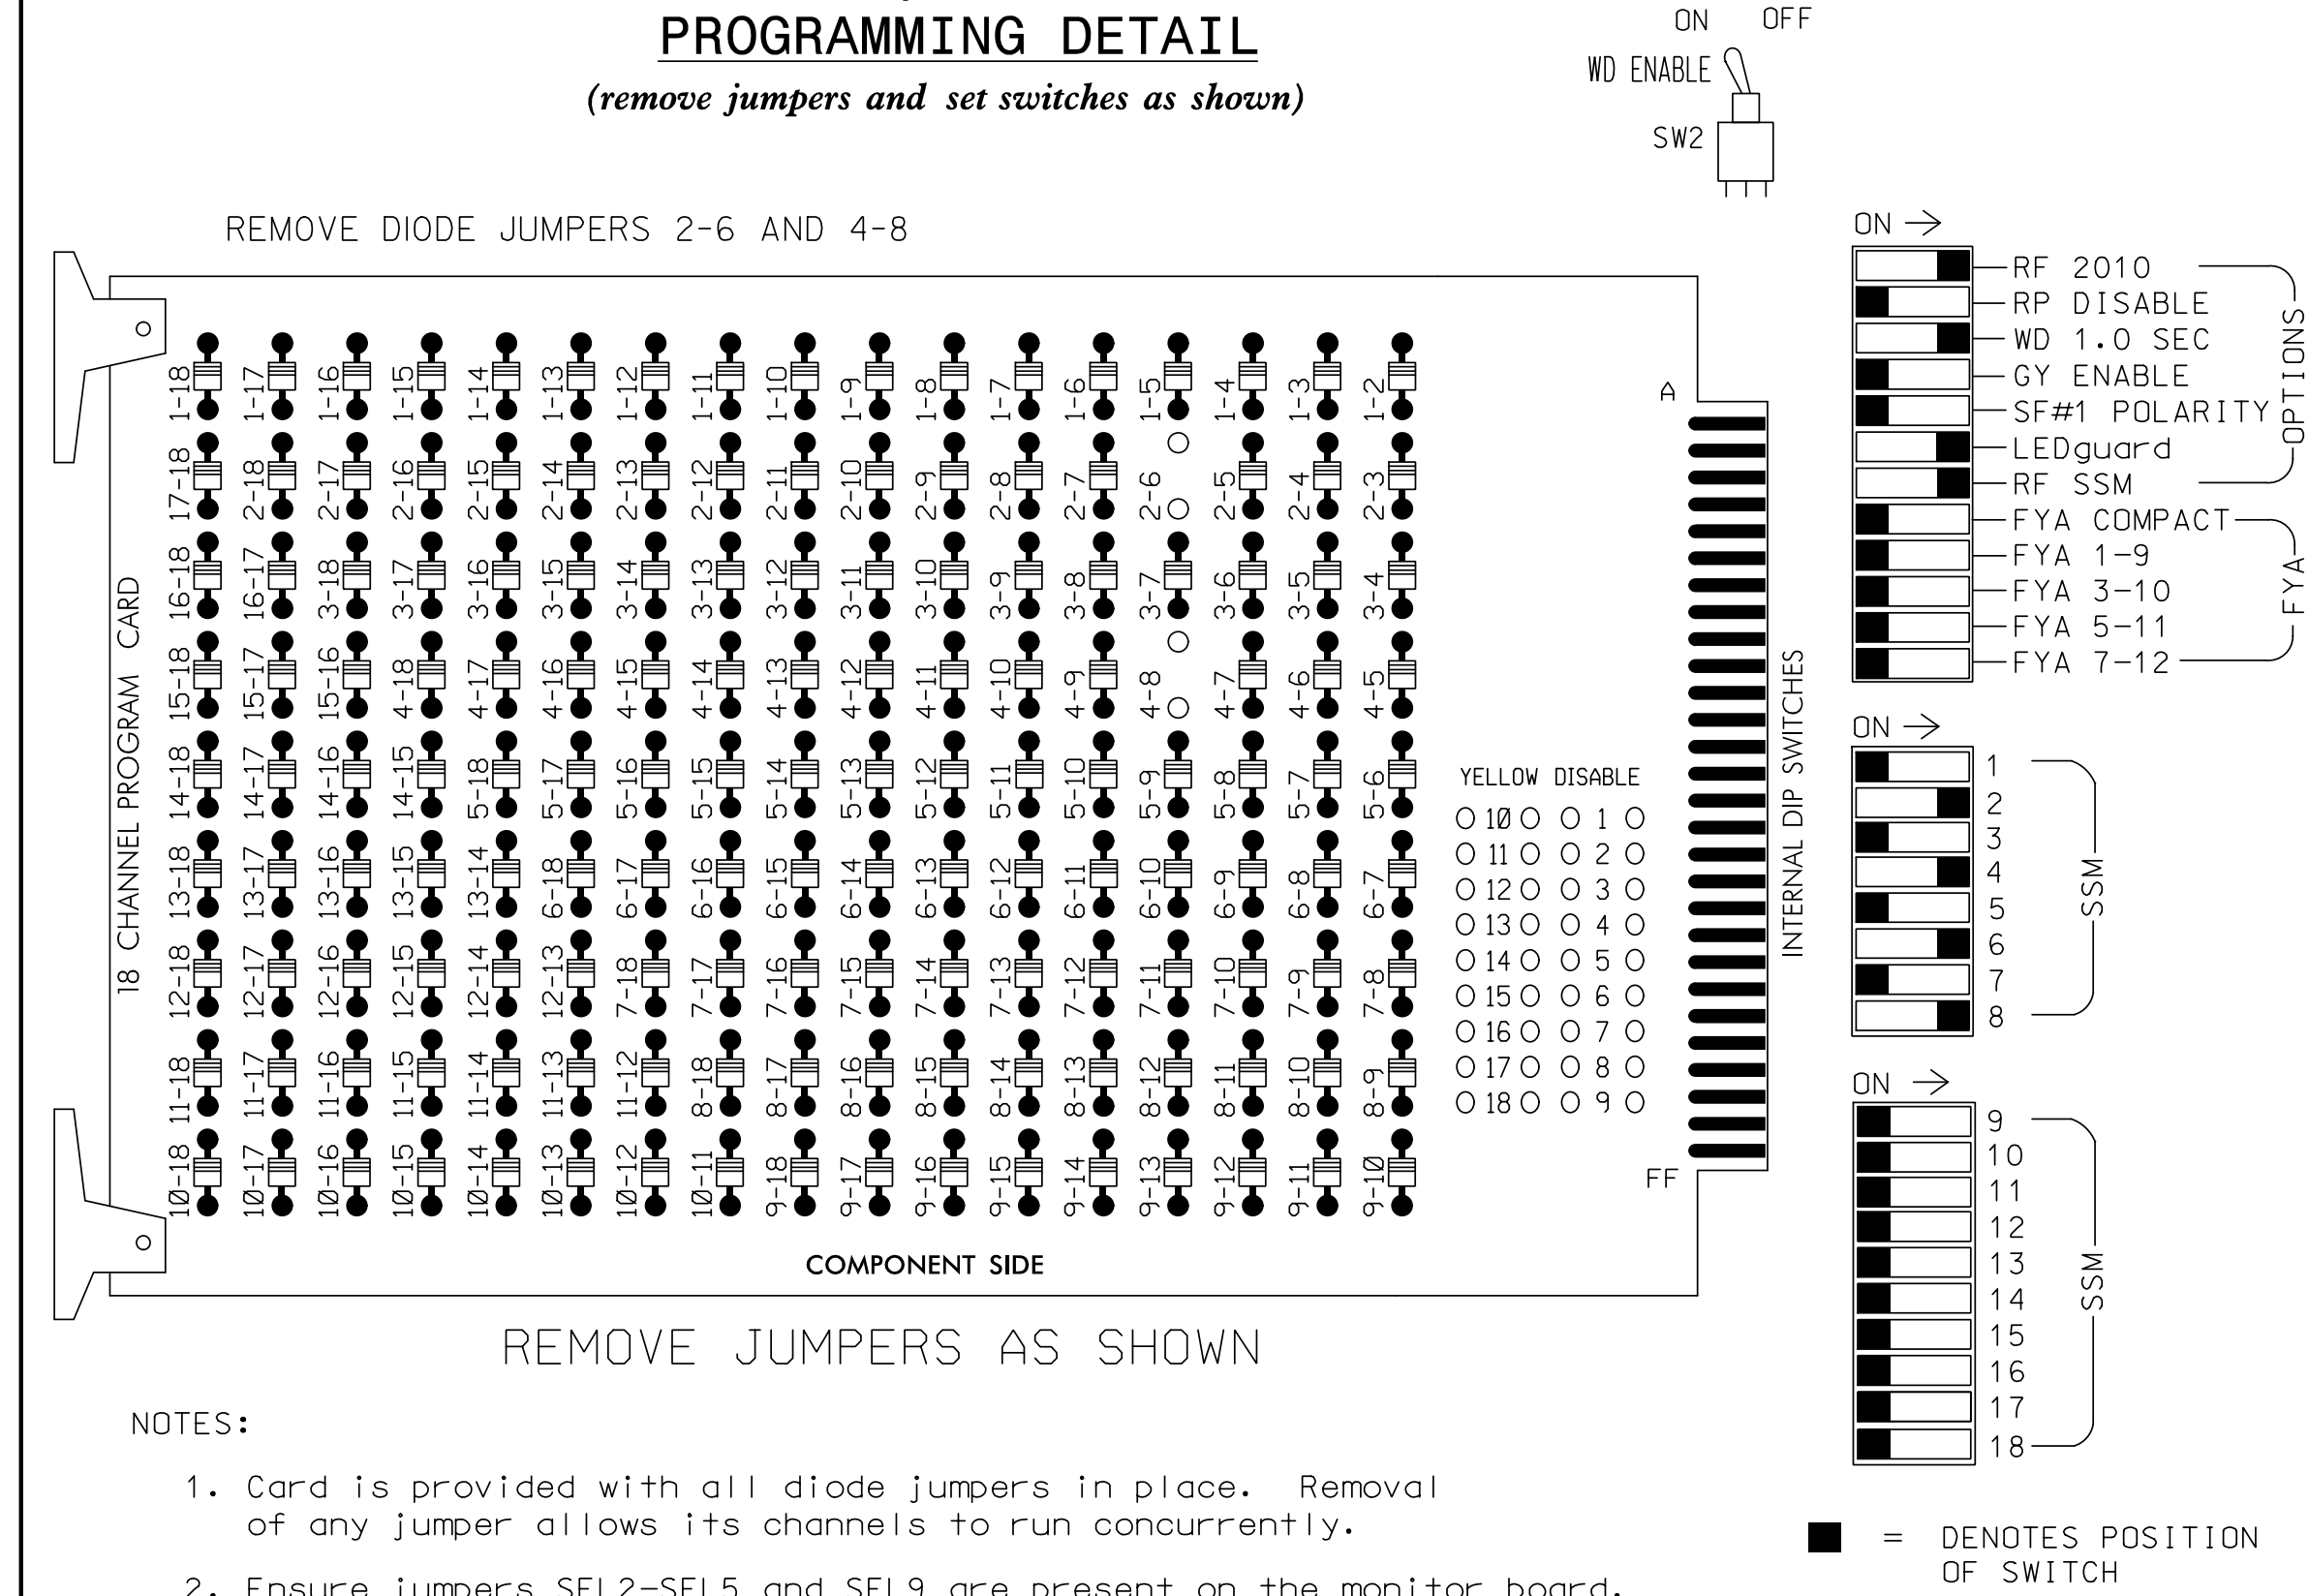 PROGRAMMING DETAIL
(remove jumpers and set switches as shown)
ON OFF
WD ENABLE
SW2
REMOVE DIODE JUMPERS 2-6 AND 4-8
18 CHANNEL PROGRAM CARD
1-18 1-17 1-16 1-15 1-14 1-13 1-12 1-11 1-10 1-9 1-8 1-7 1-6 1-5 1-4 1-3 1-2
17-18 2-18 2-17 2-16 2-15 2-14 2-13 2-12 2-11 2-10 2-9 2-8 2-7 2-6 2-5 2-4 2-3
16-18 16-17 3-18 3-17 3-16 3-15 3-14 3-13 3-12 3-11 3-10 3-9 3-8 3-7 3-6 3-5 3-4
15-18 15-17 15-16 4-18 4-17 4-16 4-15 4-14 4-13 4-12 4-11 4-10 4-9 4-8 4-7 4-6 4-5
14-18 14-17 14-16 14-15 5-18 5-17 5-16 5-15 5-14 5-13 5-12 5-11 5-10 5-9 5-8 5-7 5-6
13-18 13-17 13-16 13-15 13-14 6-18 6-17 6-16 6-15 6-14 6-13 6-12 6-11 6-10 6-9 6-8 6-7
12-18 12-17 12-16 12-15 12-14 12-13 7-18 7-17 7-16 7-15 7-14 7-13 7-12 7-11 7-10 7-9 7-8
11-18 11-17 11-16 11-15 11-14 11-13 11-12 8-18 8-17 8-16 8-15 8-14 8-13 8-12 8-11 8-10 8-9
10-18 10-17 10-16 10-15 10-14 10-13 10-12 10-11 9-18 9-17 9-16 9-15 9-14 9-13 9-12 9-11 9-10
A
YELLOW DISABLE
10 1
11 2
12 3
13 4
14 5
15 6
16 7
17 8
18 9
FF
COMPONENT SIDE
INTERNAL DIP SWITCHES
ON
RF 2010
RP DISABLE
WD 1.0 SEC
GY ENABLE
SF#1 POLARITY
LEDguard
RF SSM
OPTIONS
FYA COMPACT
FYA 1-9
FYA 3-10
FYA 5-11
FYA 7-12
FYA
ON
1
2
3
4
5
6
7
8
SSM
ON
9
10
11
12
13
14
15
16
17
18
SSM
REMOVE JUMPERS AS SHOWN
NOTES:
1. Card is provided with all diode jumpers in place. Removal
of any jumper allows its channels to run concurrently.
2. Ensure jumpers SEL2-SEL5 and SEL9 are present on the monitor board.
= DENOTES POSITION
OF SWITCH